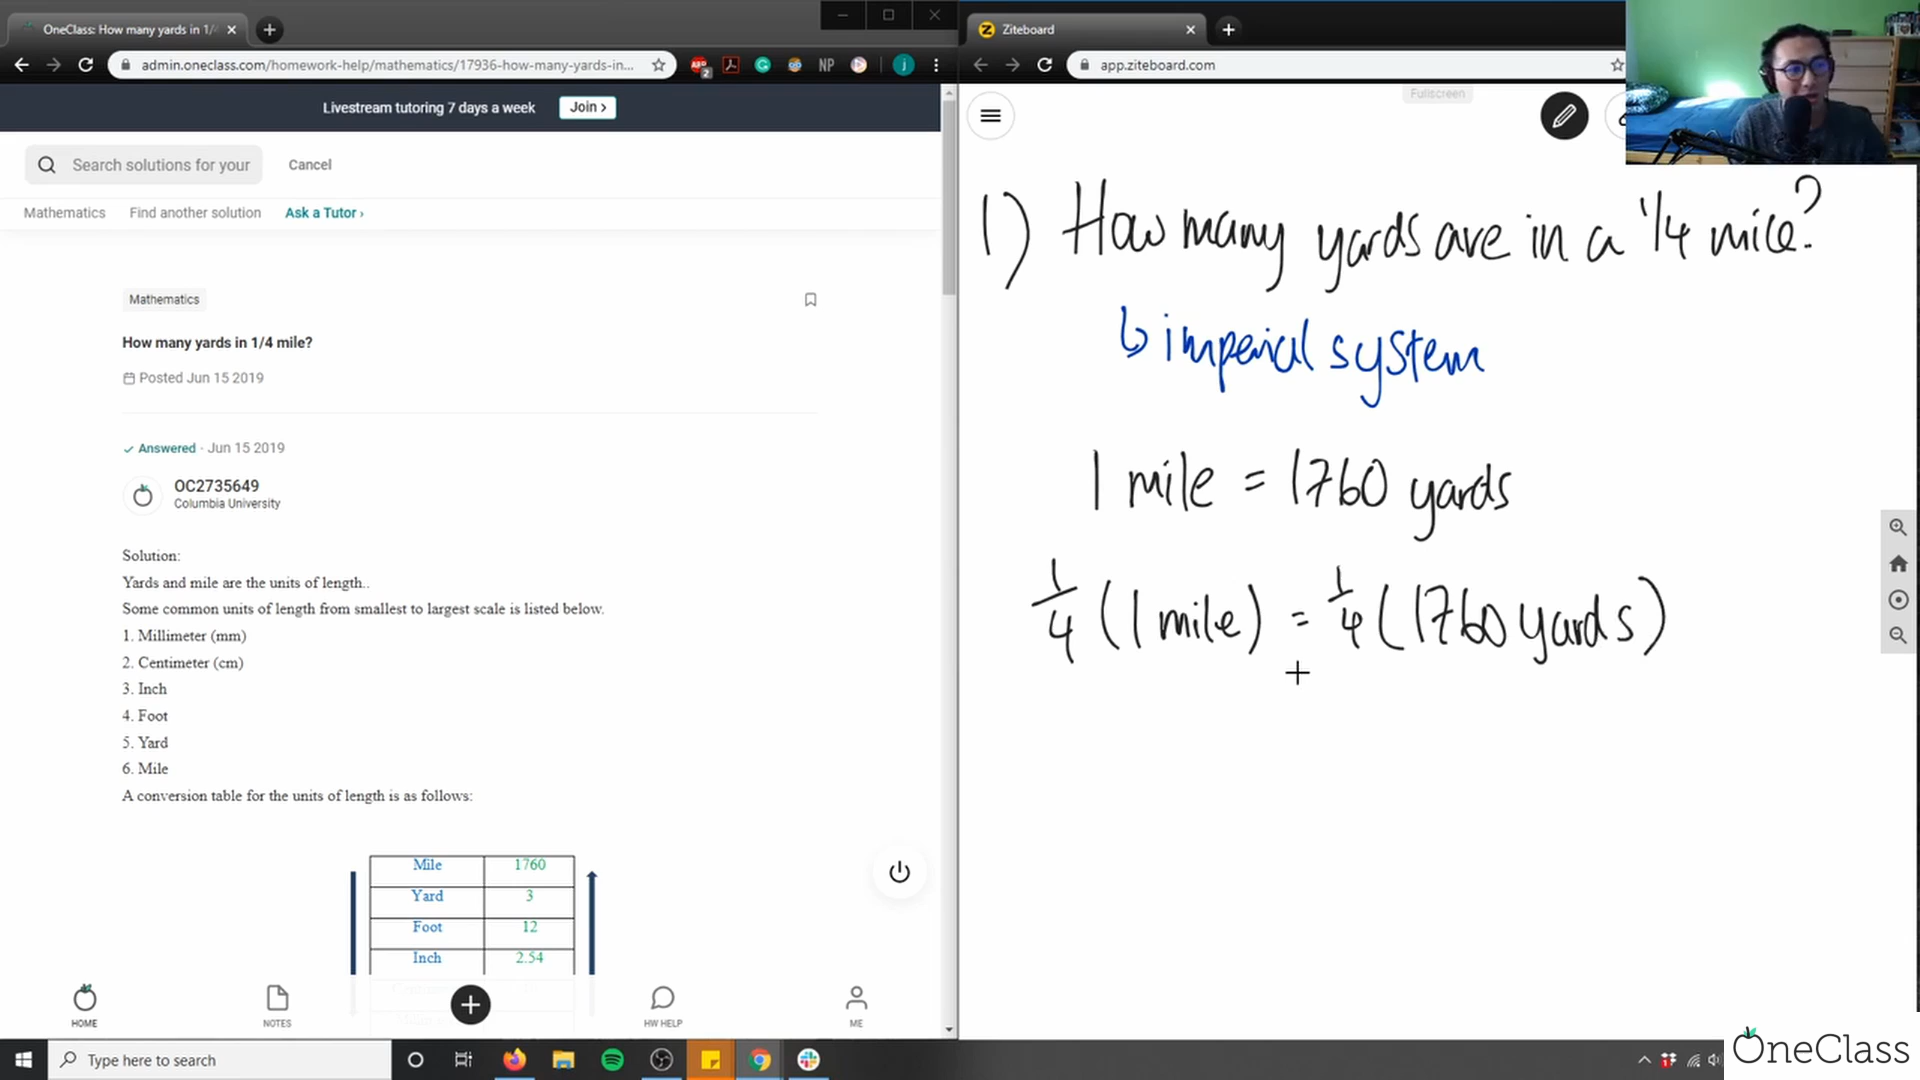 OneClass: How many yards in 1/4
Ziteboard
admin.oneclass.com/homework-help/mathematics/17936-how-many-yards-in...
NP
j
app.ziteboard.com
Livestream tutoring 7 days a week
Join ›
Fullscreen
Search solutions for your
Cancel
Mathematics
Find another solution
Ask a Tutor ›
Mathematics
How many yards in 1/4 mile?
Posted Jun 15 2019
Answered - Jun 15 2019
OC2735649
Columbia University
Solution:
Yards and mile are the units of length..
Some common units of length from smallest to largest scale is listed below.
1. Millimeter (mm)
2. Centimeter (cm)
3. Inch
4. Foot
5. Yard
6. Mile
A conversion table for the units of length is as follows:
Mile 1760
Yard 3
Foot 12
Inch 2.54
HOME
NOTES
HW HELP
ME
1) How many yards are in a 1/4 mile?
imperial system
1 mile = 1760 yards
1/4 (1 mile) = 1/4 (1760 yards)
Type here to search
OneClass